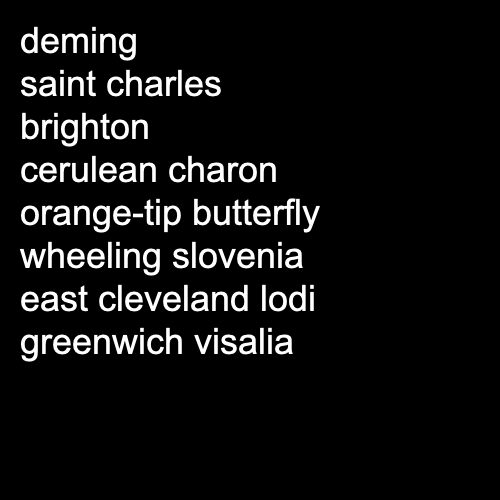 deming
saint charles
brighton
cerulean charon
orange-tip butterfly
wheeling slovenia
east cleveland lodi
greenwich visalia